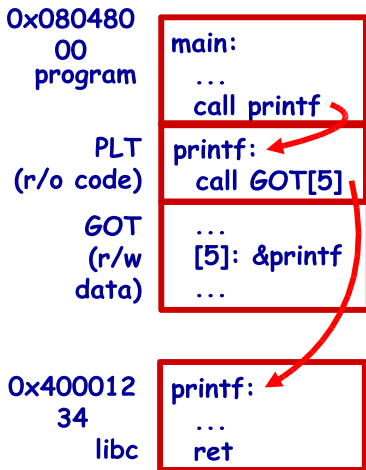 0x080480
00
program
main:
...
call printf
PLT
(r/o code)
printf:
call GOT[5]
GOT
(r/w
data)
...
[5]: &printf
...
0x400012
34
libc
printf:
...
ret